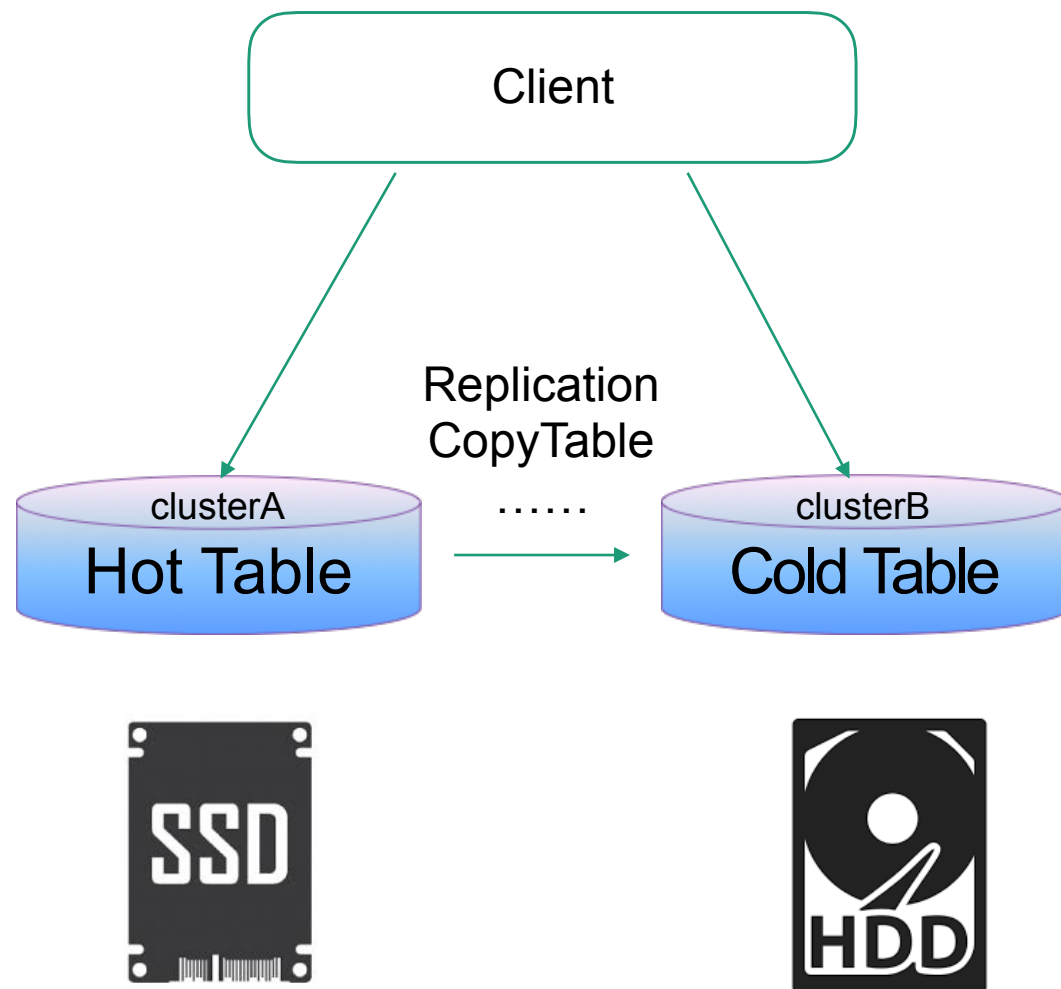 Client
Replication
CopyTable
......
clusterA
Hot Table
clusterB
Cold Table
SSD
HDD